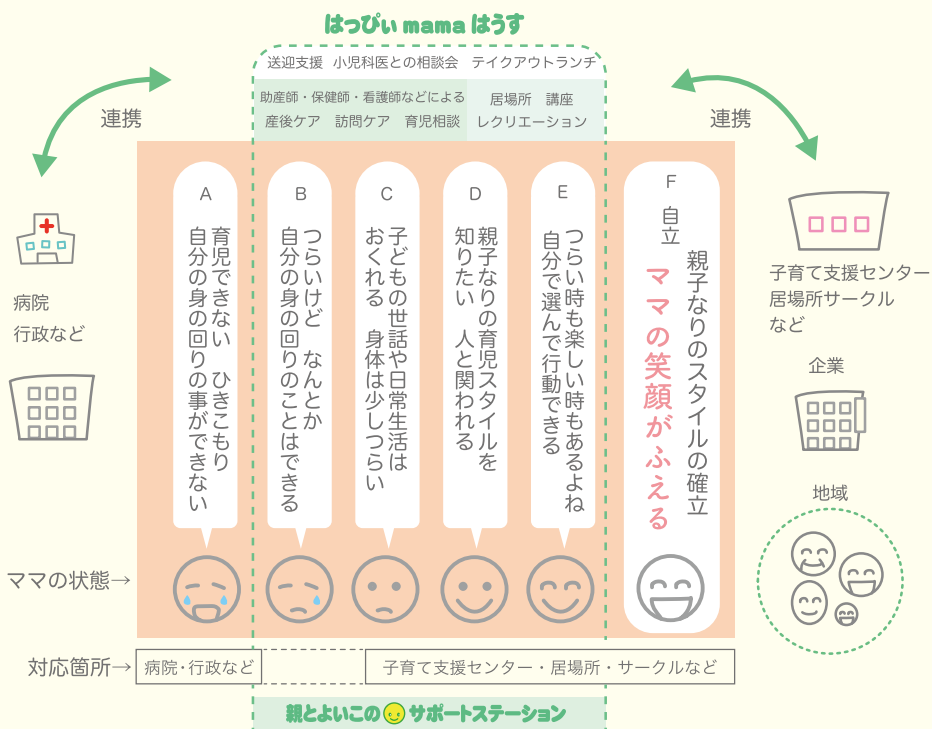 はっぴぃ mama はうす
送迎支援　小児科医との相談会　テイクアウトランチ
助産師・保健師・看護師などによる
産後ケア　訪問ケア　育児相談
居場所　講座
レクリエーション
連携
連携
病院
行政など
A
育児できない　ひきこもり
自分の身の回りの事ができない
B
つらいけど　なんとか
自分の身の回りのことはできる
C
子どもの世話や日常生活は
おくれる　身体は少しつらい
D
親子なりの育児スタイルを
知りたい　人と関われる
E
つらい時も楽しい時もあるよね
自分で選んで行動できる
F
自立
親子なりのスタイルの確立
ママの笑顔がふえる
子育て支援センター
居場所サークル
など
企業
地域
ママの状態→
対応箇所→
病院・行政など
子育て支援センター・居場所・サークルなど
親とよいこのサポートステーション